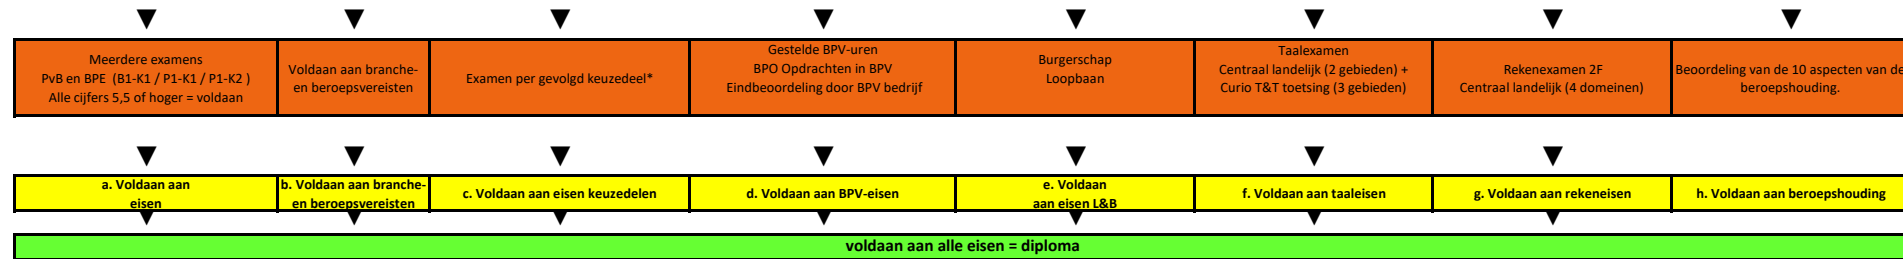 Meerdere examens
PvB en BPE (B1-K1 / P1-K1 / P1-K2 )
Alle cijfers 5,5 of hoger = voldaan
Voldaan aan branche-
en beroepsvereisten
Examen per gevolgd keuzedeel*
Gestelde BPV-uren
BPO Opdrachten in BPV
Eindbeoordeling door BPV bedrijf
Burgerschap
Loopbaan
Taalexamen
Centraal landelijk (2 gebieden) +
Curio T&T toetsing (3 gebieden)
Rekenexamen 2F
Centraal landelijk (4 domeinen)
Beoordeling van de 10 aspecten van de
beroepshouding.
a. Voldaan aan
eisen
b. Voldaan aan branche-
en beroepsvereisten
c. Voldaan aan eisen keuzedelen
d. Voldaan aan BPV-eisen
e. Voldaan
aan eisen L&B
f. Voldaan aan taaleisen
g. Voldaan aan rekeneisen
h. Voldaan aan beroepshouding
voldaan aan alle eisen = diploma